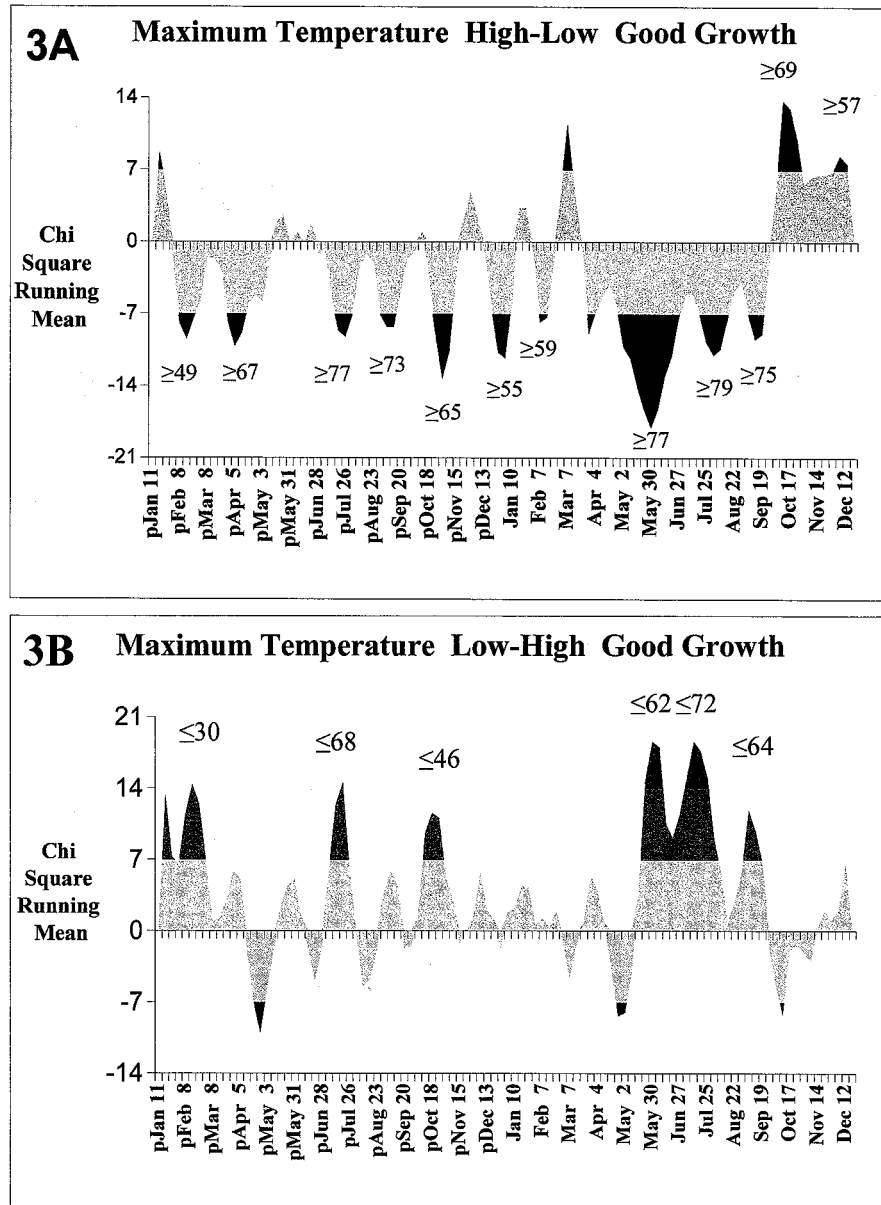 3A Maximum Temperature High-Low Good Growth
≥69
≥57
14
7
0
-7
-14
-21
Chi
Square
Running
Mean
≥49
≥67
≥77
≥73
≥65
≥55
≥59
≥77
≥79
≥75
pJan 11
pFeb 8
pMar 8
pApr 5
pMay 3
pMay 31
pJun 28
pJul 26
pAug 23
pSep 20
pOct 18
pNov 15
pDec 13
Jan 10
Feb 7
Mar 7
Apr 4
May 2
May 30
Jun 27
Jul 25
Aug 22
Sep 19
Oct 17
Nov 14
Dec 12
3B Maximum Temperature Low-High Good Growth
21
14
7
0
-7
-14
Chi
Square
Running
Mean
≤30
≤68
≤46
≤62
≤72
≤64
pJan 11
pFeb 8
pMar 8
pApr 5
pMay 3
pMay 31
pJun 28
pJul 26
pAug 23
pSep 20
pOct 18
pNov 15
pDec 13
Jan 10
Feb 7
Mar 7
Apr 4
May 2
May 30
Jun 27
Jul 25
Aug 22
Sep 19
Oct 17
Nov 14
Dec 12